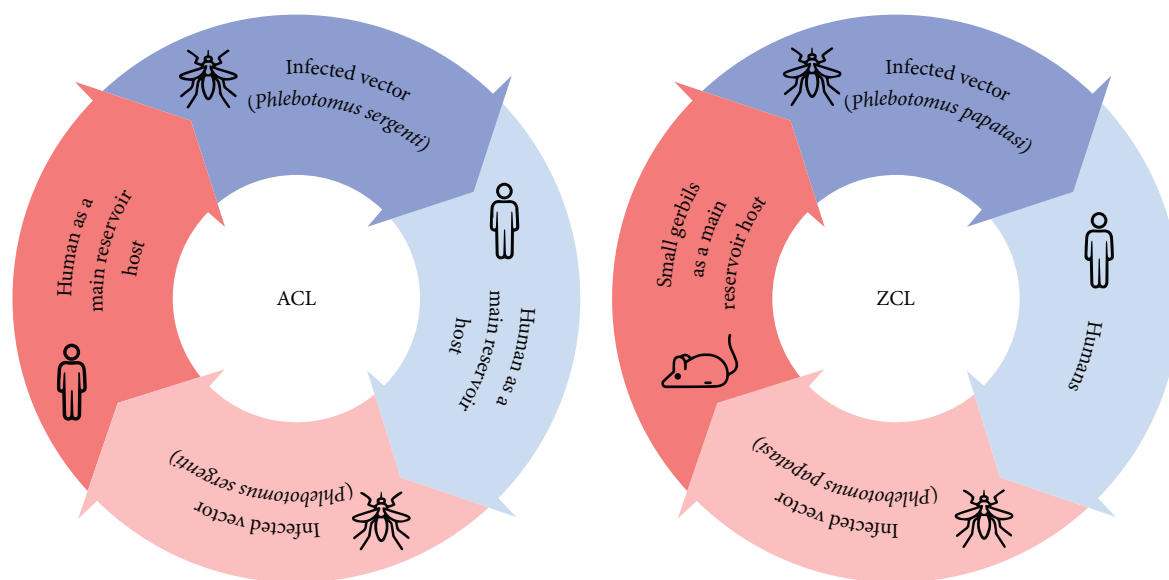 Infected vector
(Phlebotomus sergenti)
Human as a
main reservoir
host
ACL
Human as a
main reservoir
host
Infected vector
(Phlebotomus sergenti)
Infected vector
(Phlebotomus papatasi)
Small gerbils
as a main
reservoir host
ZCL
Humans
Infected vector
(Phlebotomus papatasi)